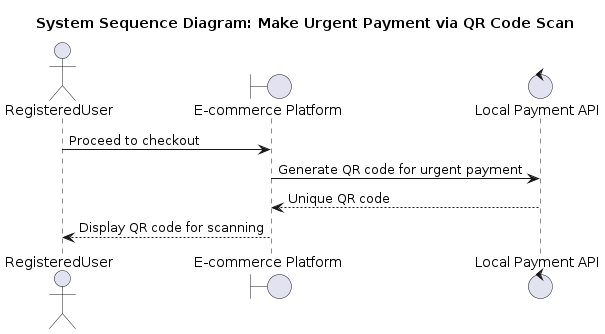 System Sequence Diagram: Make Urgent Payment via QR Code Scan
RegisteredUser
E-commerce Platform
Local Payment API
Proceed to checkout
Generate QR code for urgent payment
Unique QR code
Display QR code for scanning
RegisteredUser
E-commerce Platform
Local Payment API